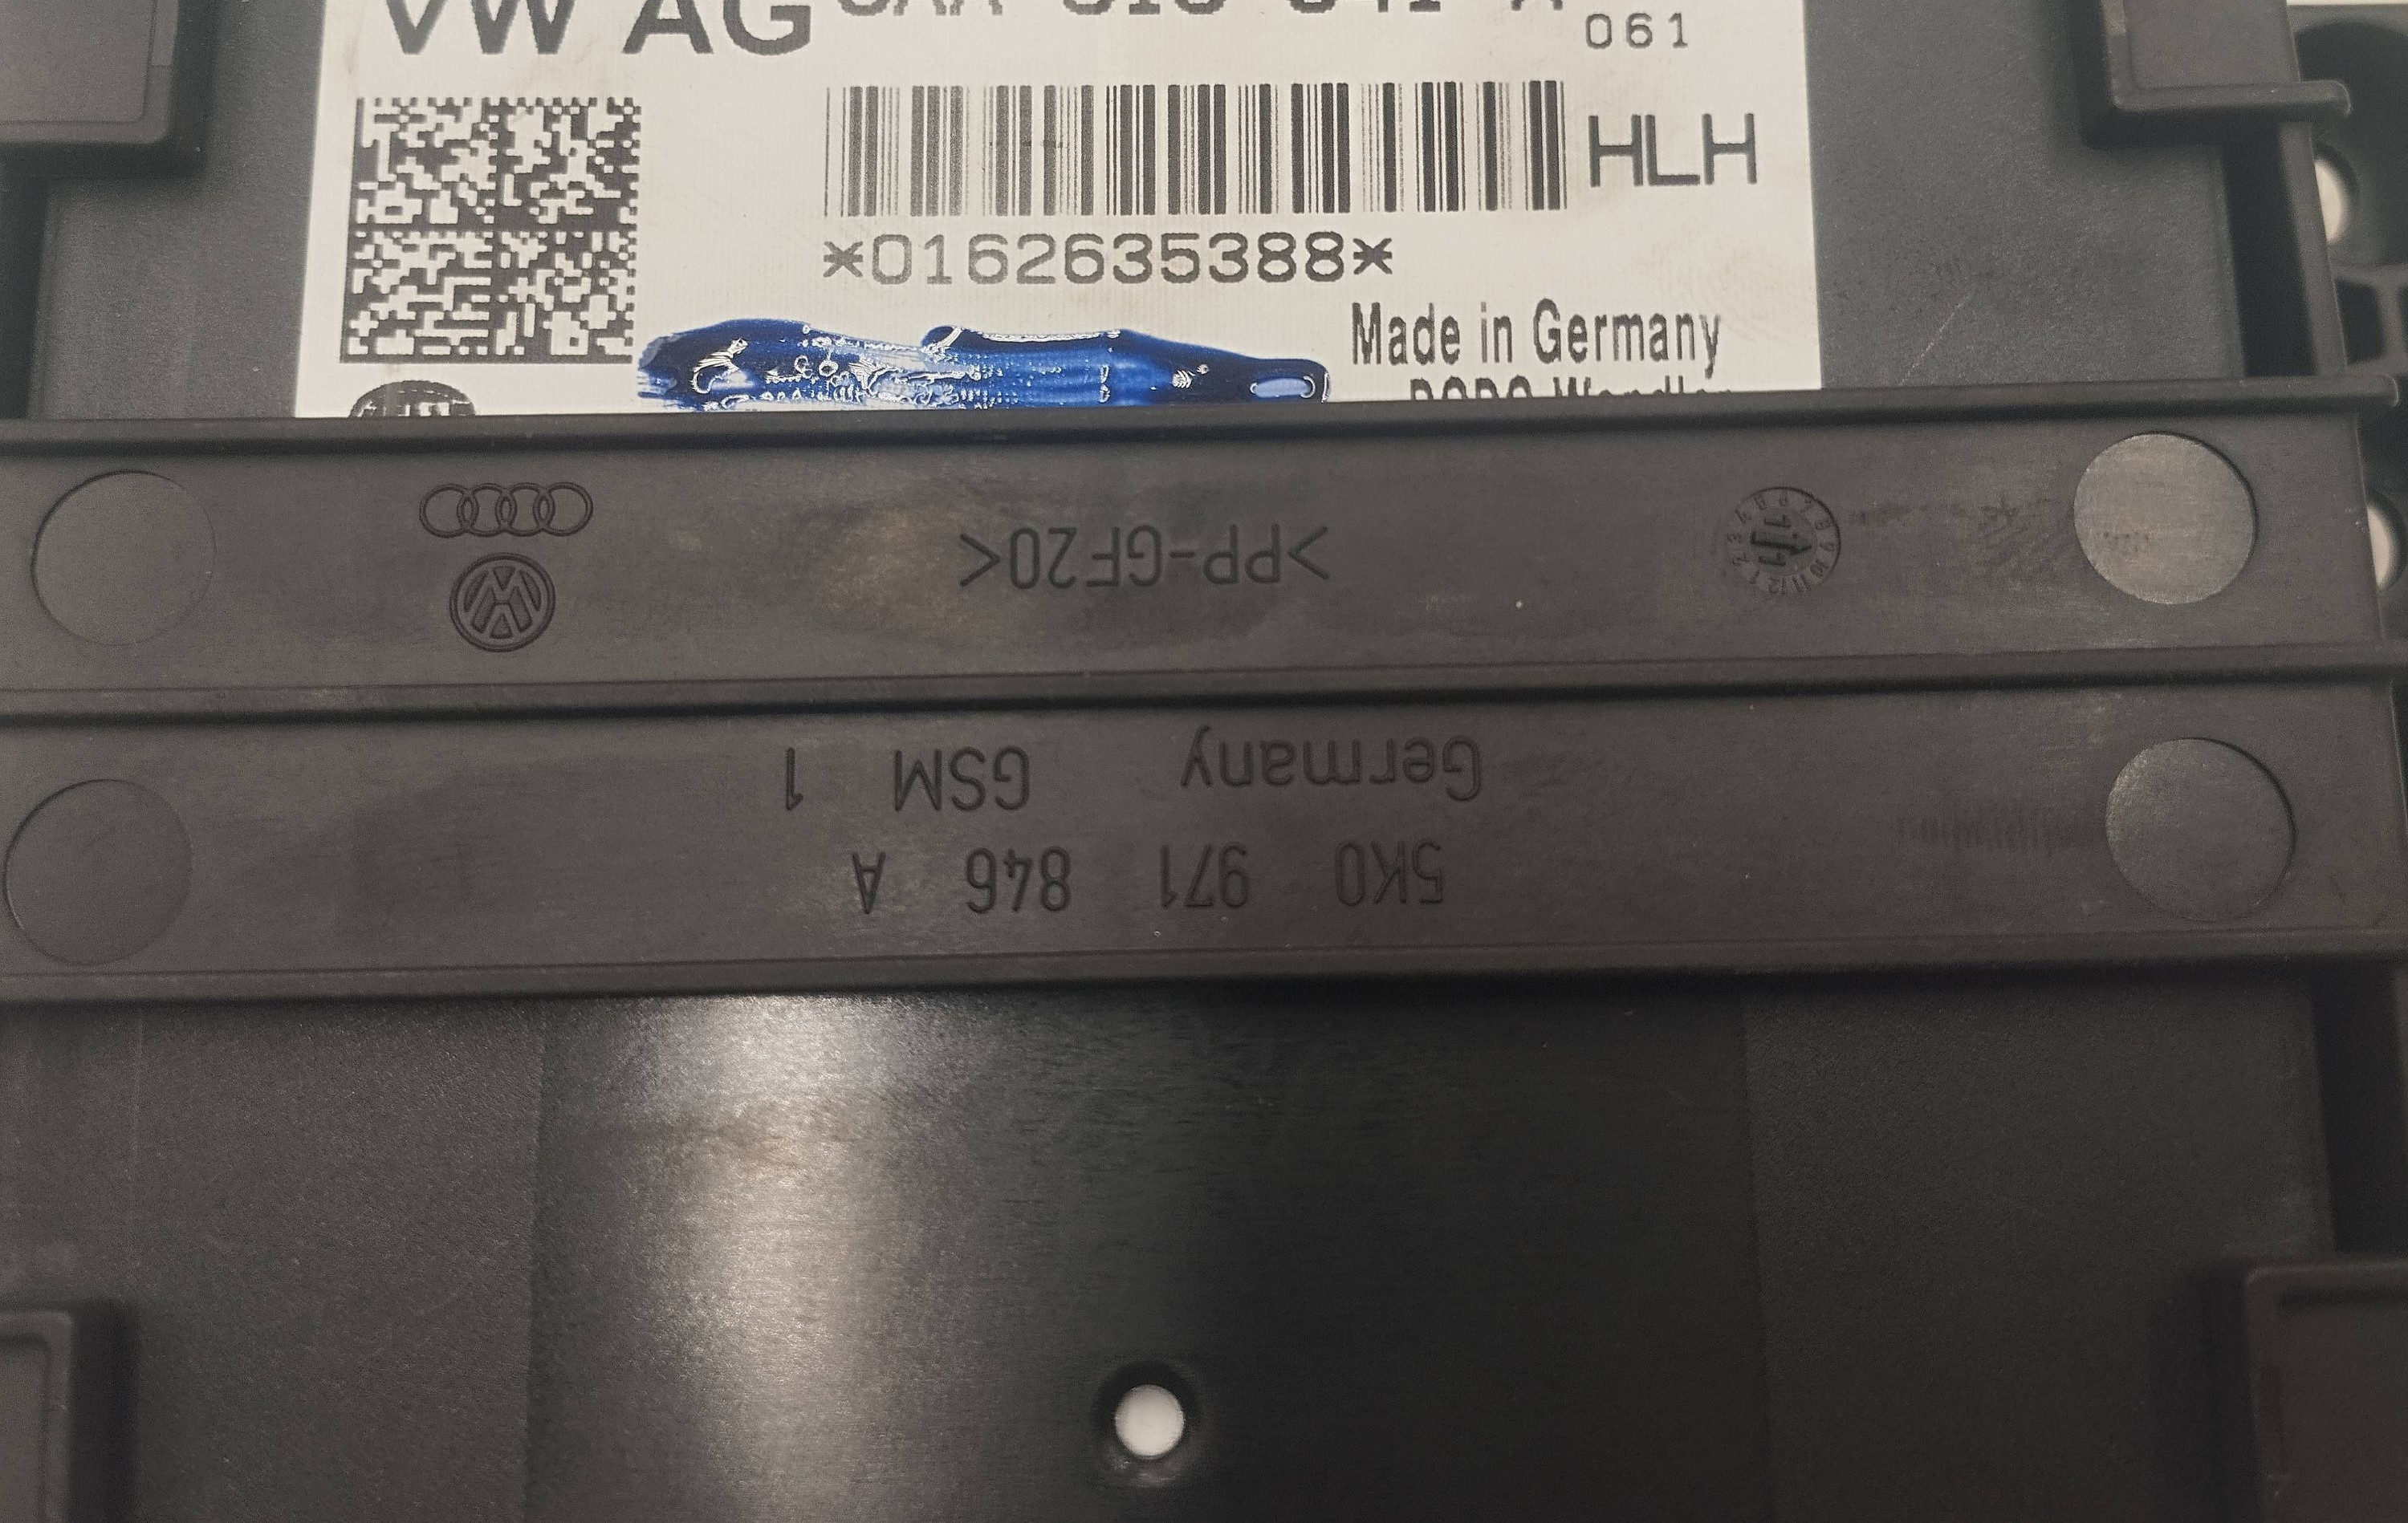 VW AG
061
HLH
*0162635388*
Made in Germany
>PP-GF20<
5K0 971 846 A
Germany GSM 1